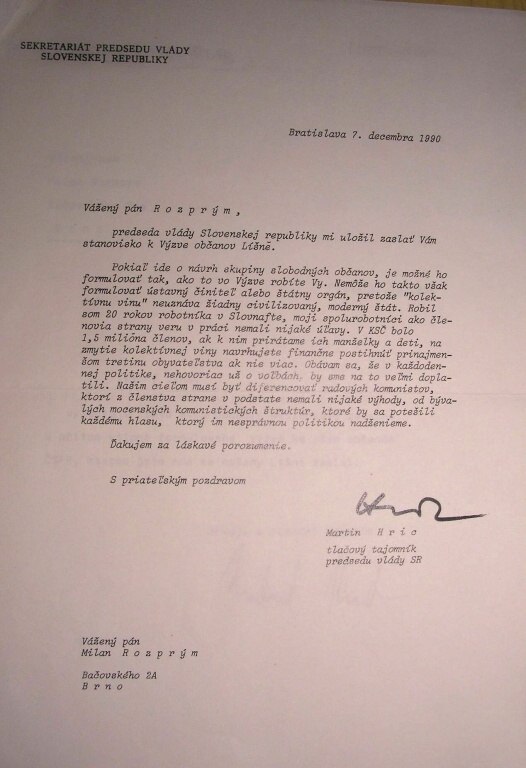 SEKRETARIÁT PREDSEDU VLÁDY
SLOVENSKEJ REPUBLIKY
Bratislava 7. decembra 1990
Vážený pán R o z p r ý m ,
predseda vlády Slovenskej republiky mi uložil zaslať Vám
stanovisko k Výzve občanov Líšně.
Pokiaľ ide o návrh skupiny slobodných občanov, je možné ho
formulovať tak, ako to vo Výzve robíte Vy. Nemôže ho takto však
formulovať ústavný činiteľ alebo štátny orgán, pretože "kolek-
tívnu vinu" neuznáva žiadny civilizovaný, moderný štát. Robil
som 20 rokov robotníka v Slovnafte, moji spolurobotníci ako čle-
novia strany veru v práci nemali nijaké úľavy. V KSČ bolo
1,5 milióna členov, ak k nim prirátame ich manželky a deti, na
zmytie kolektívnej viny navrhujete finančne postihnúť prinajmen-
šom tretinu obyvateľstva ak nie viac. Obávam sa, že v každoden-
nej politike, nehovoriac už o voľbách, by sme na to veľmi dopla-
tili. Našim cieľom musí byť diferencovať radových komunistov,
ktorí z členstva strane v podstate nemali nijaké výhody, od býva-
lých mocenských komunistických štruktúr, ktoré by sa potešili
každému hlasu, ktorý im nesprávnou politikou nadženieme.
Ďakujem za láskavé porozumenie.
S priateľským pozdravom
Martin H r i c
tlačový tajomník
predsedu vlády SR
Vážený pán
Milan R o z p r ý m
Bačovského 2A
B r n o